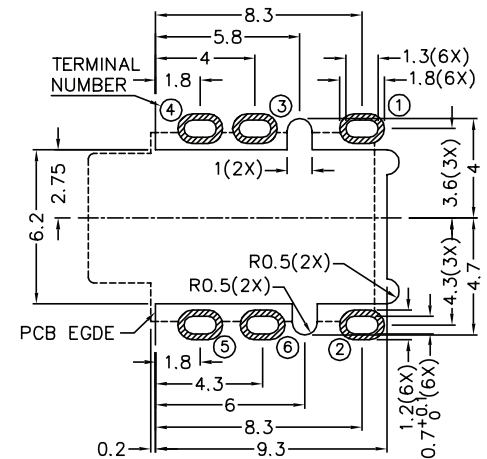 8.3
5.8
4
1.8
TERMINAL
NUMBER
1.3(6X)
1.8(6X)
4
3
1
1(2X)
3.6(3X)
4
2.75
6.2
R0.5(2X)
R0.5(2X)
4.3(3X)
4.7
PCB EGDE
5
6
2
1.8
4.3
6
8.3
0.2
9.3
1.2(6X)
0.7+0.1 0(6X)